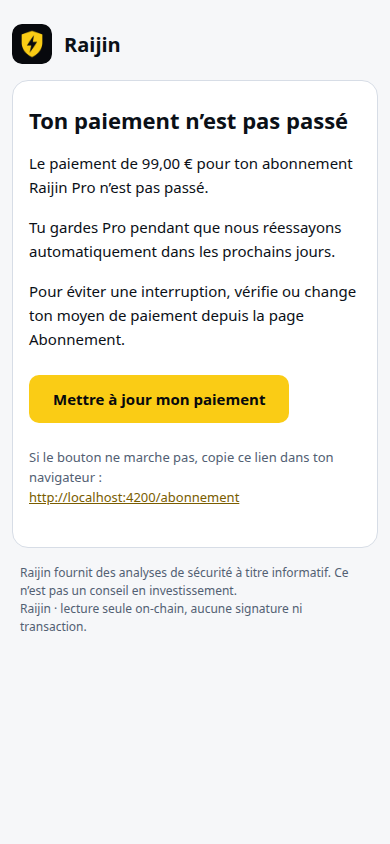 Raijin
Ton paiement n’est pas passé
Le paiement de 99,00 € pour ton abonnement
Raijin Pro n’est pas passé.
Tu gardes Pro pendant que nous réessayons
automatiquement dans les prochains jours.
Pour éviter une interruption, vérifie ou change
ton moyen de paiement depuis la page
Abonnement.
Mettre à jour mon paiement
Si le bouton ne marche pas, copie ce lien dans ton
navigateur :
http://localhost:4200/abonnement
Raijin fournit des analyses de sécurité à titre informatif. Ce
n’est pas un conseil en investissement.
Raijin · lecture seule on-chain, aucune signature ni
transaction.